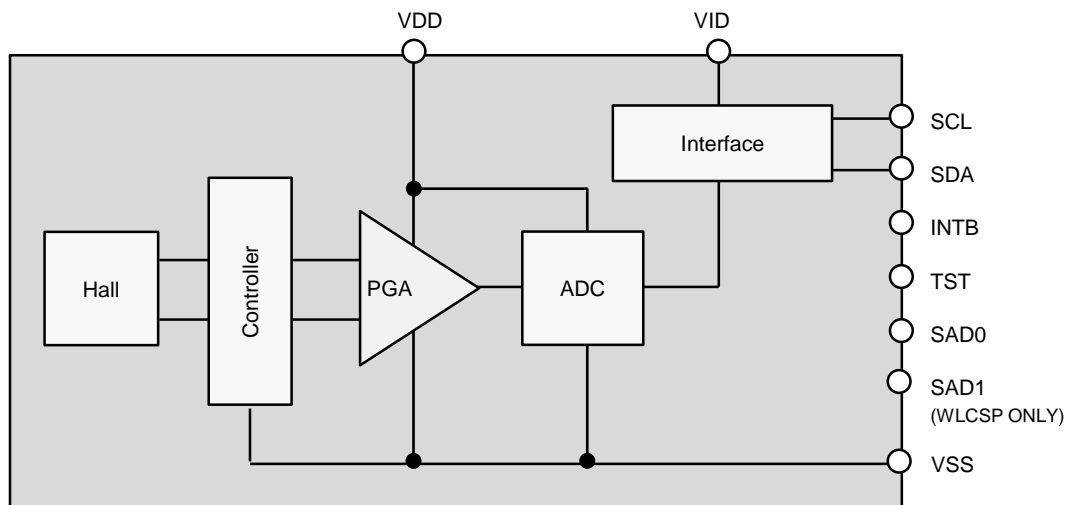 VDD
VID
SCL
Interface
SDA
INTB
Hall
Controller
PGA
ADC
TST
SAD0
SAD1
(WLCSP ONLY)
VSS